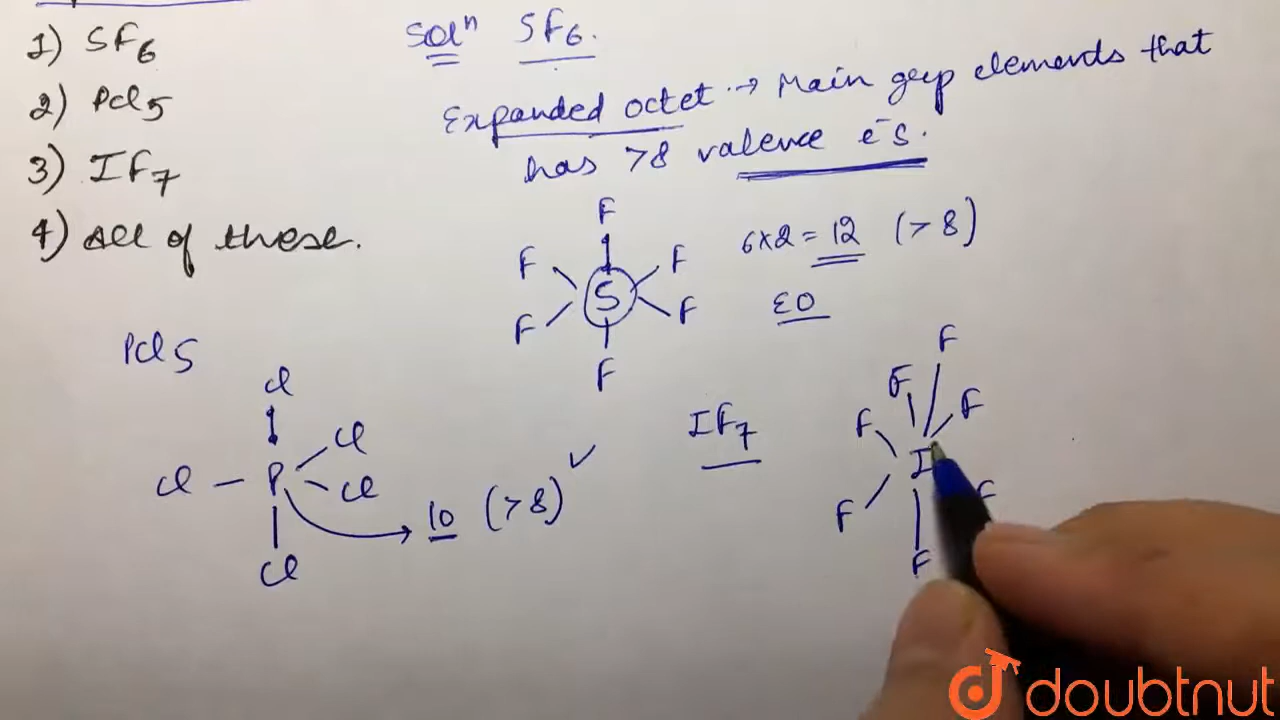 1) SF6
2) PCl5
3) IF7
4) All of these.
Solⁿ SF6.
Expanded octet → Main grp elements that
has >8 valence e⁻s.
F
F F
S
F F
F
6×2 = 12 (>8)
EO
PCl5
Cl
Cl
Cl P Cl
Cl
10 (>8) ✓
IF7
F
F
F F
I
F F
F
doubtnut